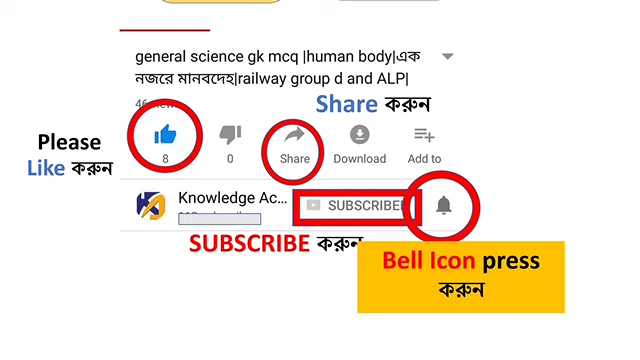 general science gk mcq |human body|এক
নজরে মানবদেহ|railway group d and ALP|
Share করুন
Please
Like করুন
8
0
Share
Download
Add to
Knowledge Ac...
SUBSCRIBE
SUBSCRIBE করুন
Bell Icon press
করুন